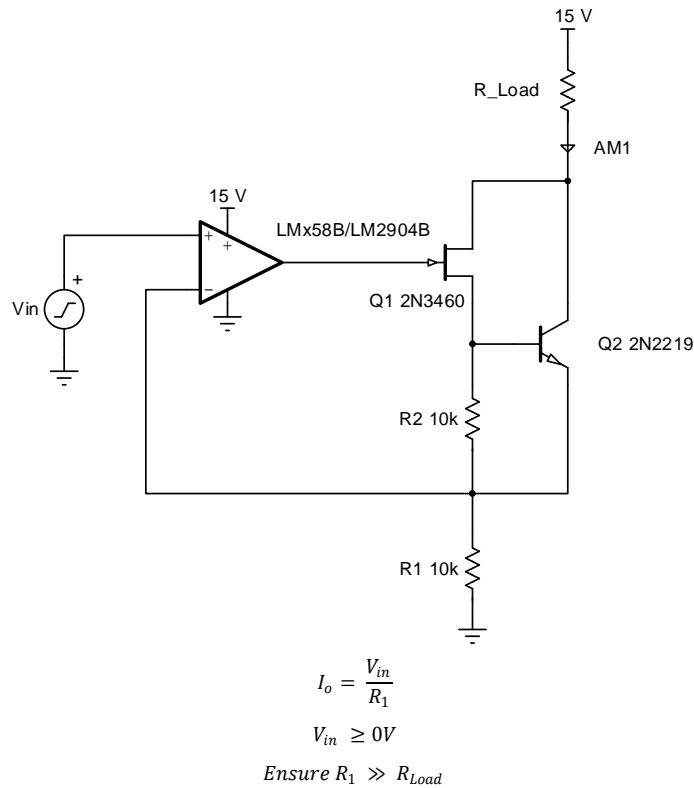 15 V
R_Load
AM1
15 V
LMx58B/LM2904B
+
+
−
+
Vin
Q1 2N3460
Q2 2N2219
R2 10k
R1 10k
I_o = V_in / R_1
V_in ≥ 0V
Ensure R_1 ≫ R_Load